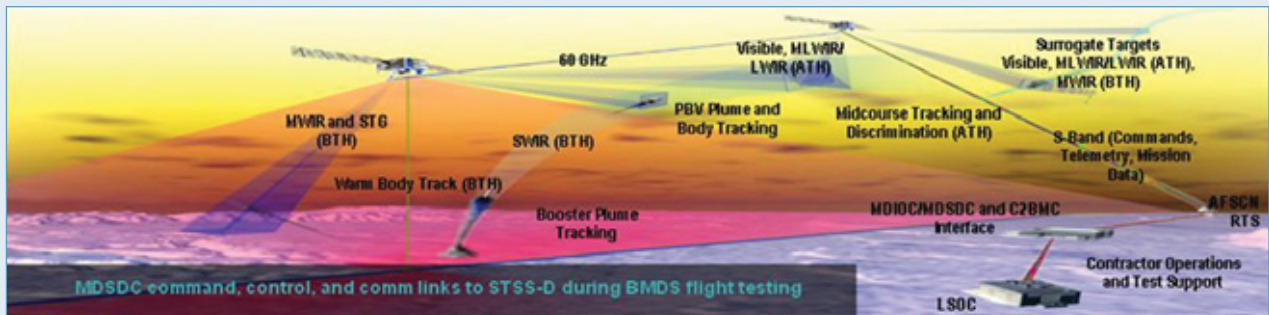 60 GHz
Visible, MLWIR/
LWIR (ATH)
Surrogate Targets
Visible, MLWIR/LWIR (ATH),
MWIR (BTH)
MWIR and STG
(BTH)
SWIR (BTH)
PBV Plume and
Body Tracking
Midcourse Tracking and
Discrimination (ATH)
S-Band (Commands,
Telemetry, Mission
Data)
Warm Body Track (BTH)
Booster Plume
Tracking
MDIOC/MDSDC and C2BMC
Interface
AFSCN
RTS
Contractor Operations
and Test Support
LSOC
MDSDC command, control, and comm links to STSS-D during BMDS flight testing